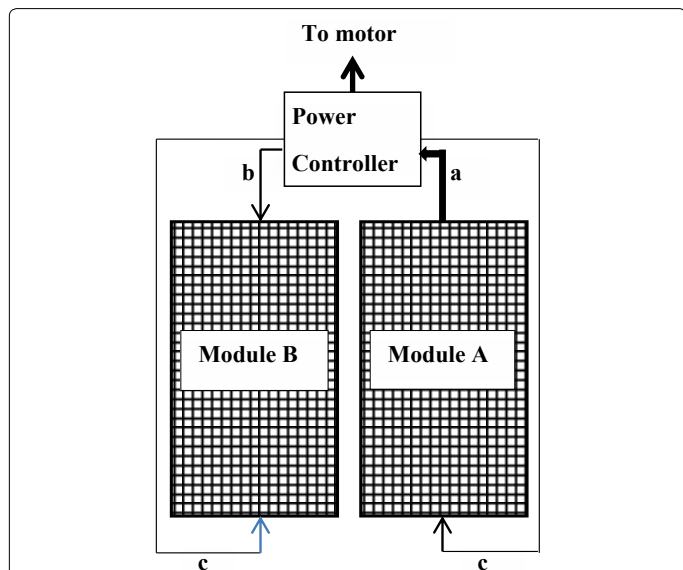 To motor
Power
Controller
b
a
Module B
Module A
c
c